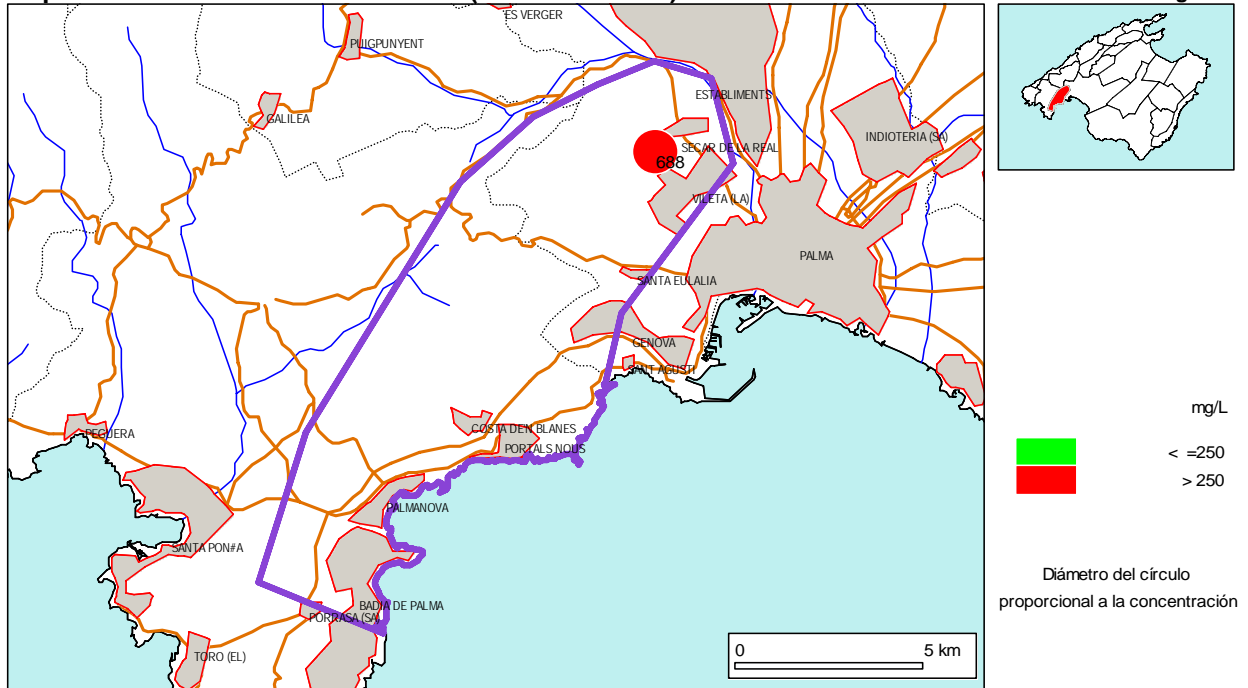 ES VERGER
PUIGPUNYENT
ESTABLIMENTS
GALILEA
INDIOTERIA (SA)
SECAR DE LA REAL
688
VILETA (LA)
PALMA
SANTA EULALIA
GENOVA
SANT AGUSTI
COSTA DEN BLANES
PEGUERA
PORTALS NOUS
PALMANOVA
SANTA PON#A
BADIA DE PALMA
PORRASA (SA)
TORO (EL)
0 5 km
mg/L
< =250
> 250
Diámetro del círculo
proporcional a la concentración